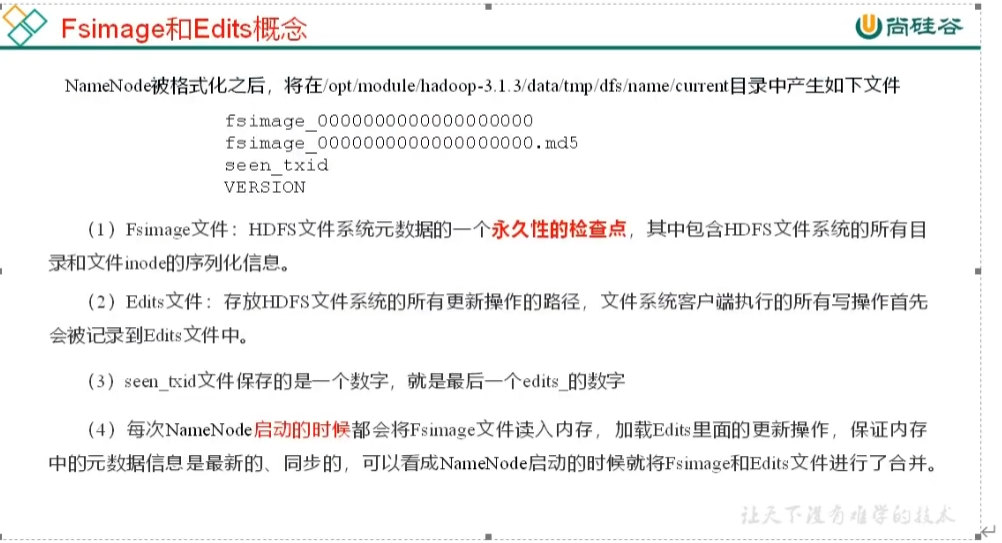 Fsimage和Edits概念
尚硅谷
NameNode被格式化之后，将在/opt/module/hadoop-3.1.3/data/tmp/dfs/name/current目录中产生如下文件
fsimage_0000000000000000000
fsimage_0000000000000000000.md5
seen_txid
VERSION
（1）Fsimage文件：HDFS文件系统元数据的一个永久性的检查点，其中包含HDFS文件系统的所有目
录和文件inode的序列化信息。
（2）Edits文件：存放HDFS文件系统的所有更新操作的路径，文件系统客户端执行的所有写操作首先
会被记录到Edits文件中。
（3）seen_txid文件保存的是一个数字，就是最后一个edits_的数字
（4）每次NameNode启动的时候都会将Fsimage文件读入内存，加载Edits里面的更新操作，保证内存
中的元数据信息是最新的、同步的，可以看成NameNode启动的时候就将Fsimage和Edits文件进行了合并。
让天下没有难学的技术